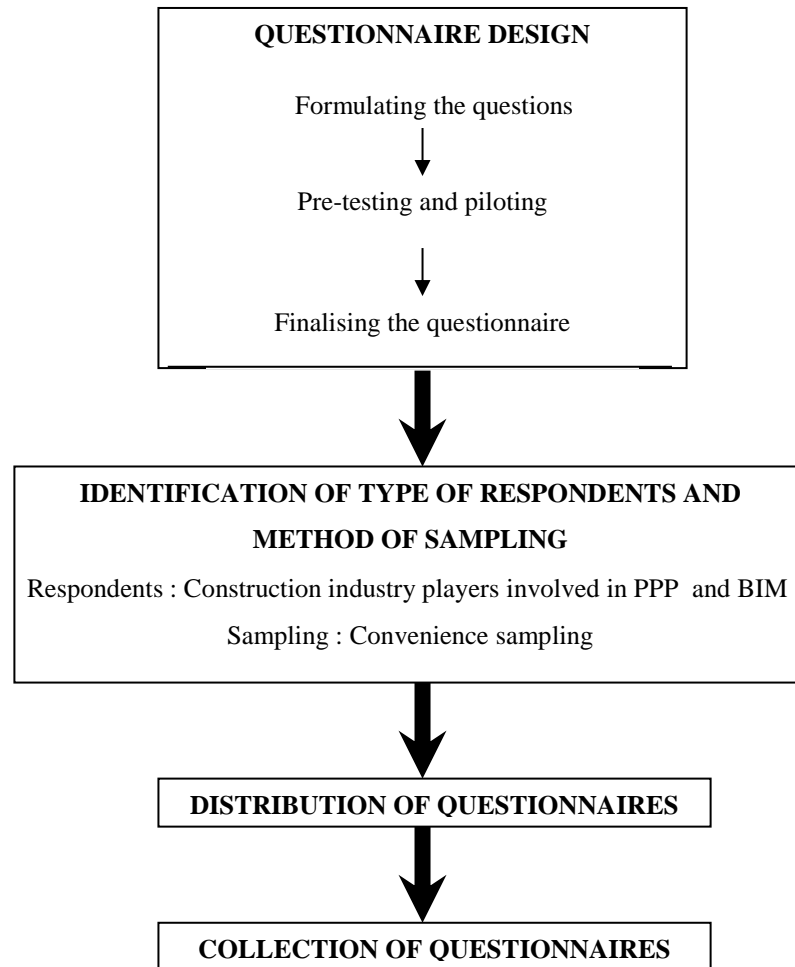 QUESTIONNAIRE DESIGN
Formulating the questions
Pre-testing and piloting
Finalising the questionnaire
IDENTIFICATION OF TYPE OF RESPONDENTS AND
METHOD OF SAMPLING
Respondents : Construction industry players involved in PPP and BIM
Sampling : Convenience sampling
DISTRIBUTION OF QUESTIONNAIRES
COLLECTION OF QUESTIONNAIRES